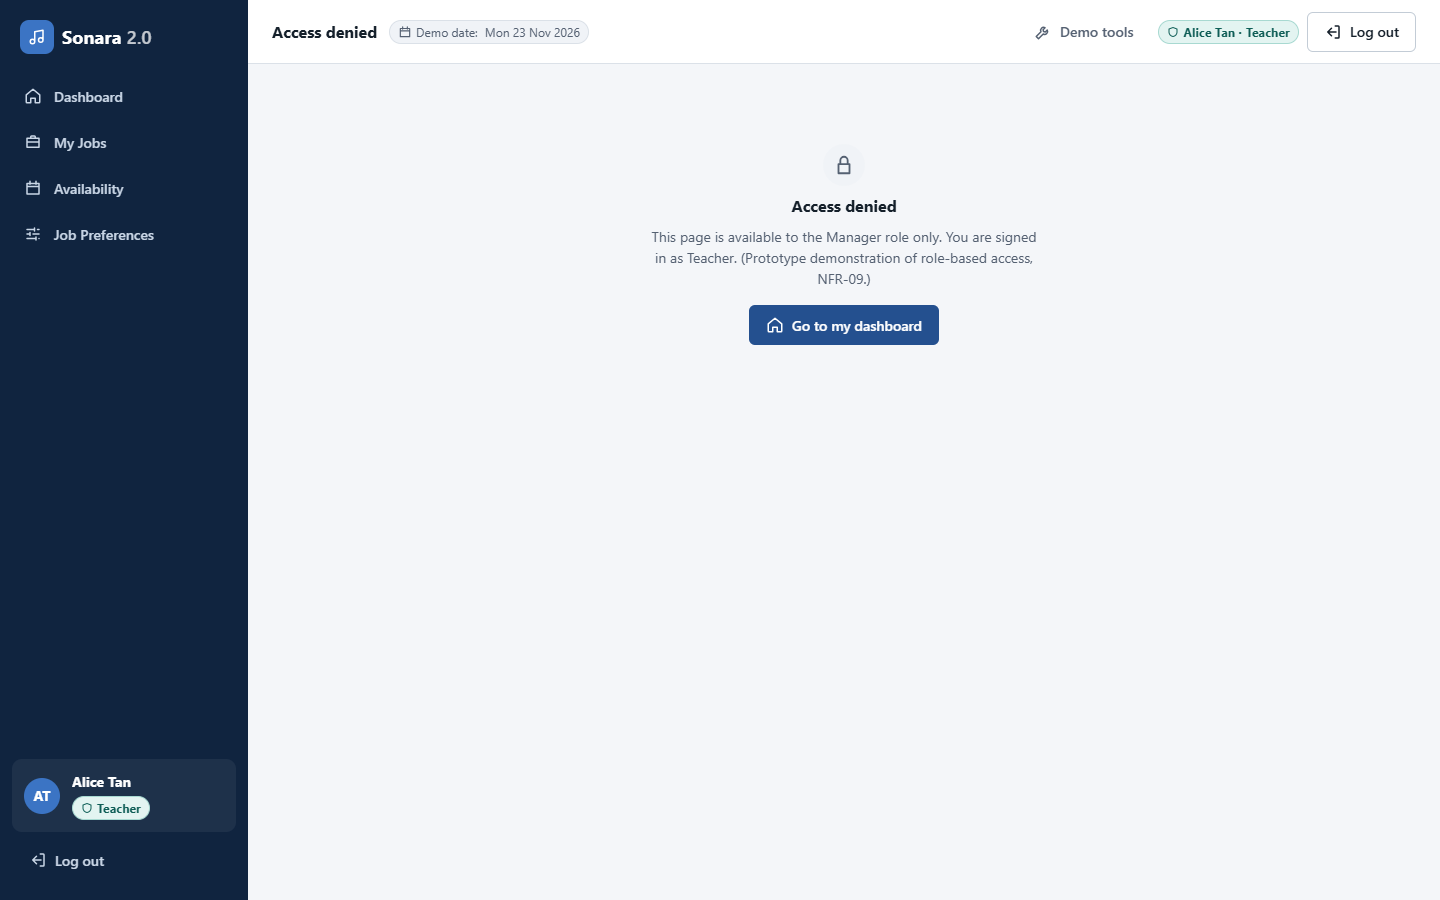 Sonara 2.0
Dashboard
My Jobs
Availability
Job Preferences
AT
Alice Tan
Teacher
Log out
Access denied
Demo date: Mon 23 Nov 2026
Demo tools
Alice Tan · Teacher
Log out
Access denied
This page is available to the Manager role only. You are signed
in as Teacher. (Prototype demonstration of role-based access,
NFR-09.)
Go to my dashboard